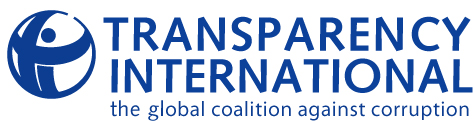 TRANSPARENCY
INTERNATIONAL
the global coalition against corruption